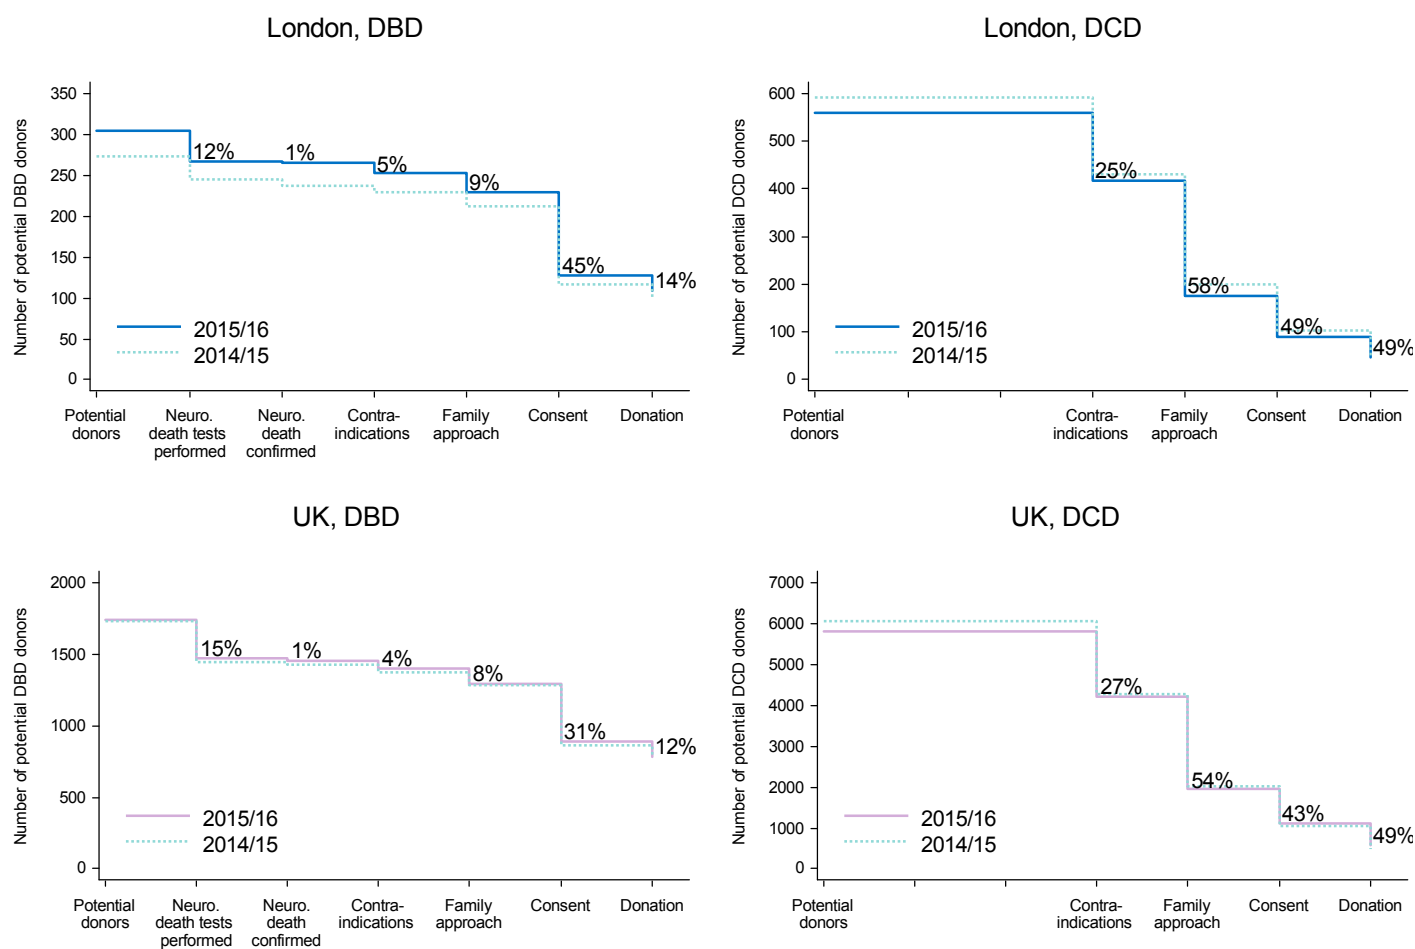 London, DBD
Number of potential DBD donors
350
300
250
200
150
100
50
0
12%
1%
5%
9%
45%
14%
2015/16
2014/15
Potential
donors
Neuro.
death tests
performed
Neuro.
death
confirmed
Contra-
indications
Family
approach
Consent
Donation
London, DCD
Number of potential DCD donors
600
500
400
300
200
100
0
25%
58%
49%
49%
2015/16
2014/15
Potential
donors
Contra-
indications
Family
approach
Consent
Donation
UK, DBD
Number of potential DBD donors
2000
1500
1000
500
0
15%
1%
4%
8%
31%
12%
2015/16
2014/15
Potential
donors
Neuro.
death tests
performed
Neuro.
death
confirmed
Contra-
indications
Family
approach
Consent
Donation
UK, DCD
Number of potential DCD donors
7000
6000
5000
4000
3000
2000
1000
0
27%
54%
43%
49%
2015/16
2014/15
Potential
donors
Contra-
indications
Family
approach
Consent
Donation